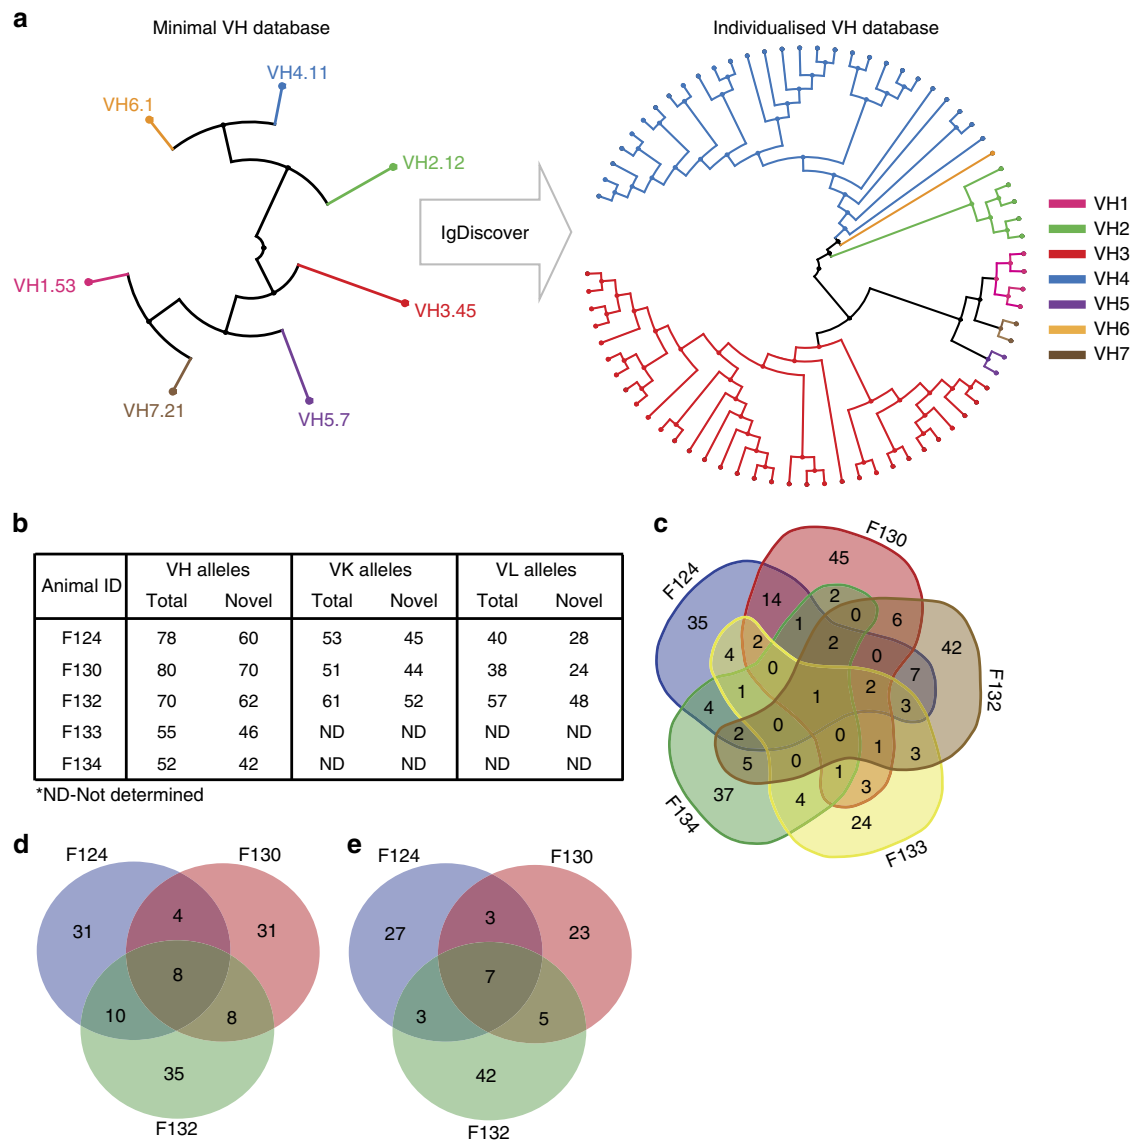 a
Minimal VH database
Individualised VH database
VH4.11
VH6.1
VH2.12
IgDiscover
VH1.53
VH3.45
VH7.21
VH5.7
VH1
VH2
VH3
VH4
VH5
VH6
VH7
b
Animal ID VH alleles VK alleles VL alleles
Total Novel Total Novel Total Novel
F124 78 60 53 45 40 28
F130 80 70 51 44 38 24
F132 70 62 61 52 57 48
F133 55 46 ND ND ND ND
F134 52 42 ND ND ND ND
*ND-Not determined
c
F130
F124
F132
F134
F133
45
14 2 0 6
35 1 2 42
4 2 0 0 7
1 1 2 3
4 2 0 0 1 3
5 0 1 3
37 4 24
d
F124 F130
31 4 31
8
10 8
35
F132
e
F124 F130
27 3 23
7
3 5
42
F132